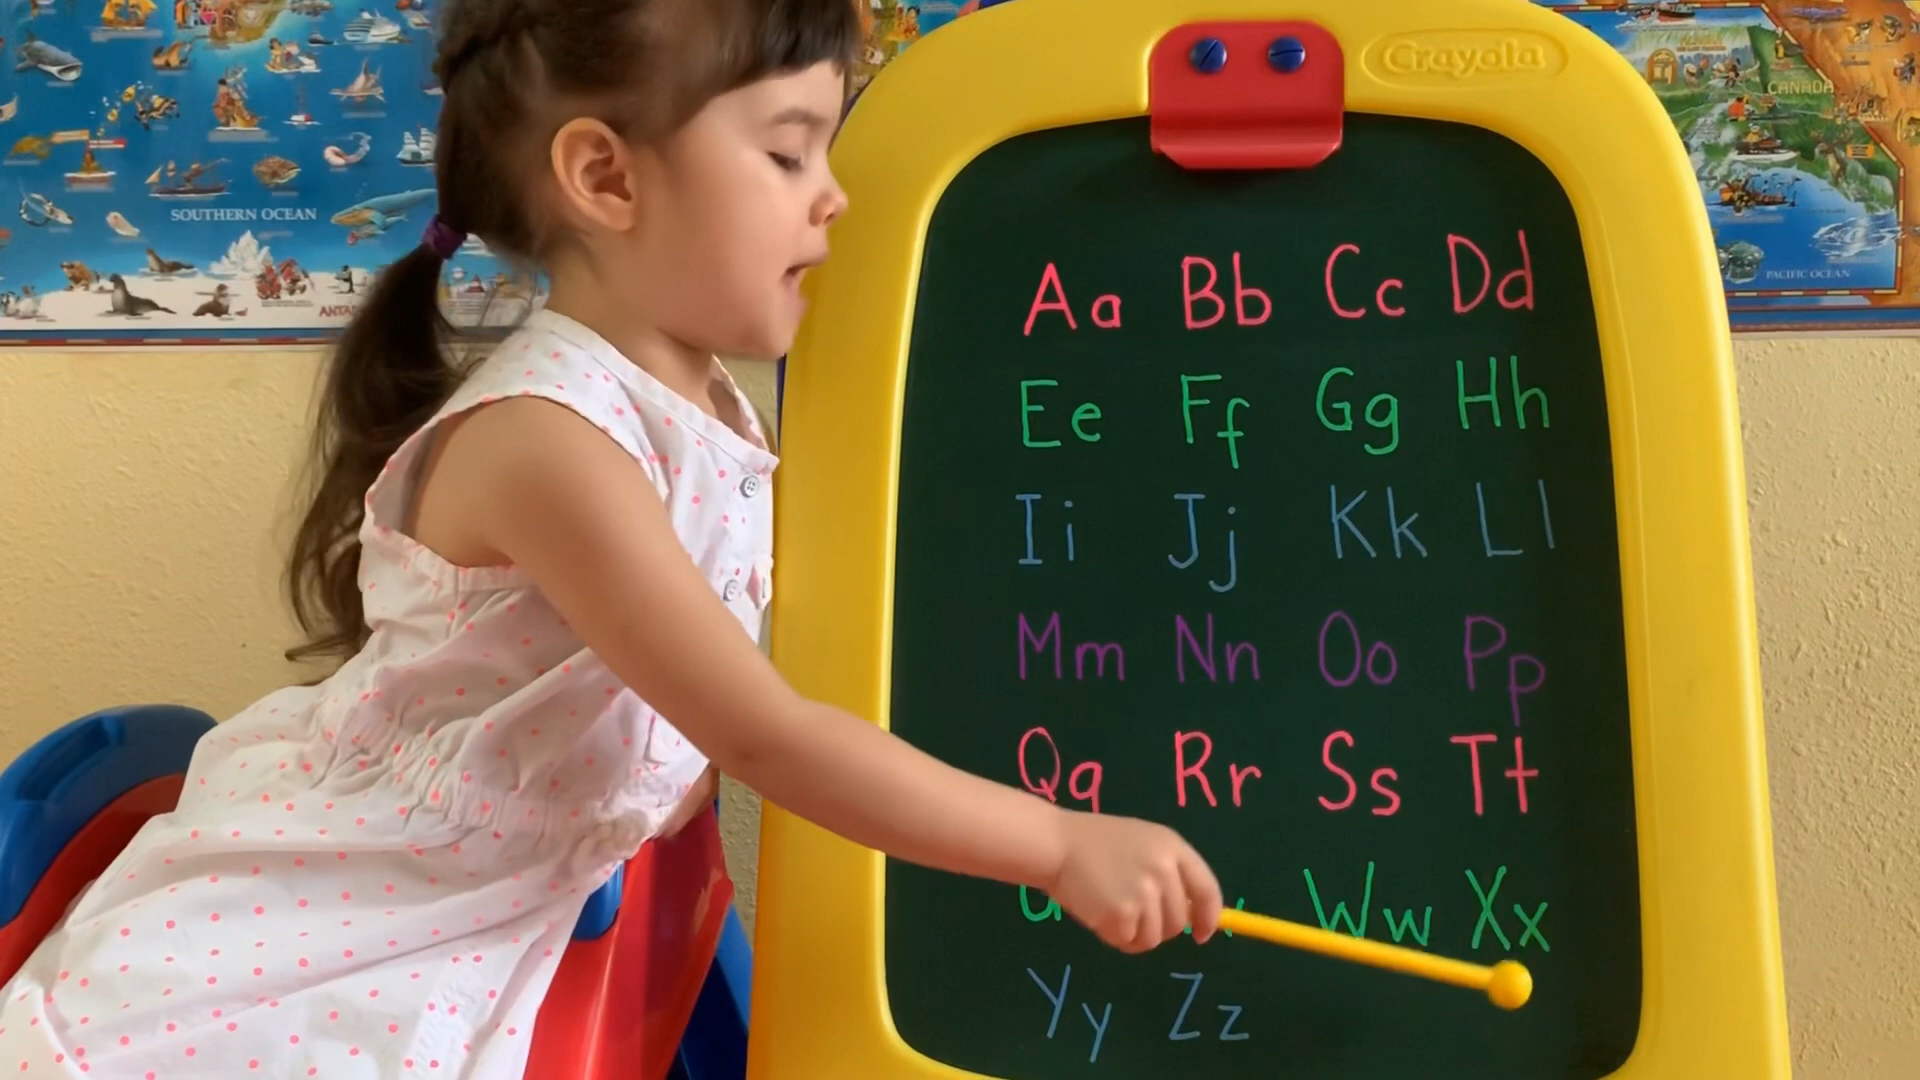 Crayola
CANADA
SOUTHERN OCEAN
PACIFIC OCEAN
Aa Bb Cc Dd
Ee Ff Gg Hh
Ii Jj Kk Ll
Mm Nn Oo Pp
Qq Rr Ss Tt
Ww Xx
Yy Zz